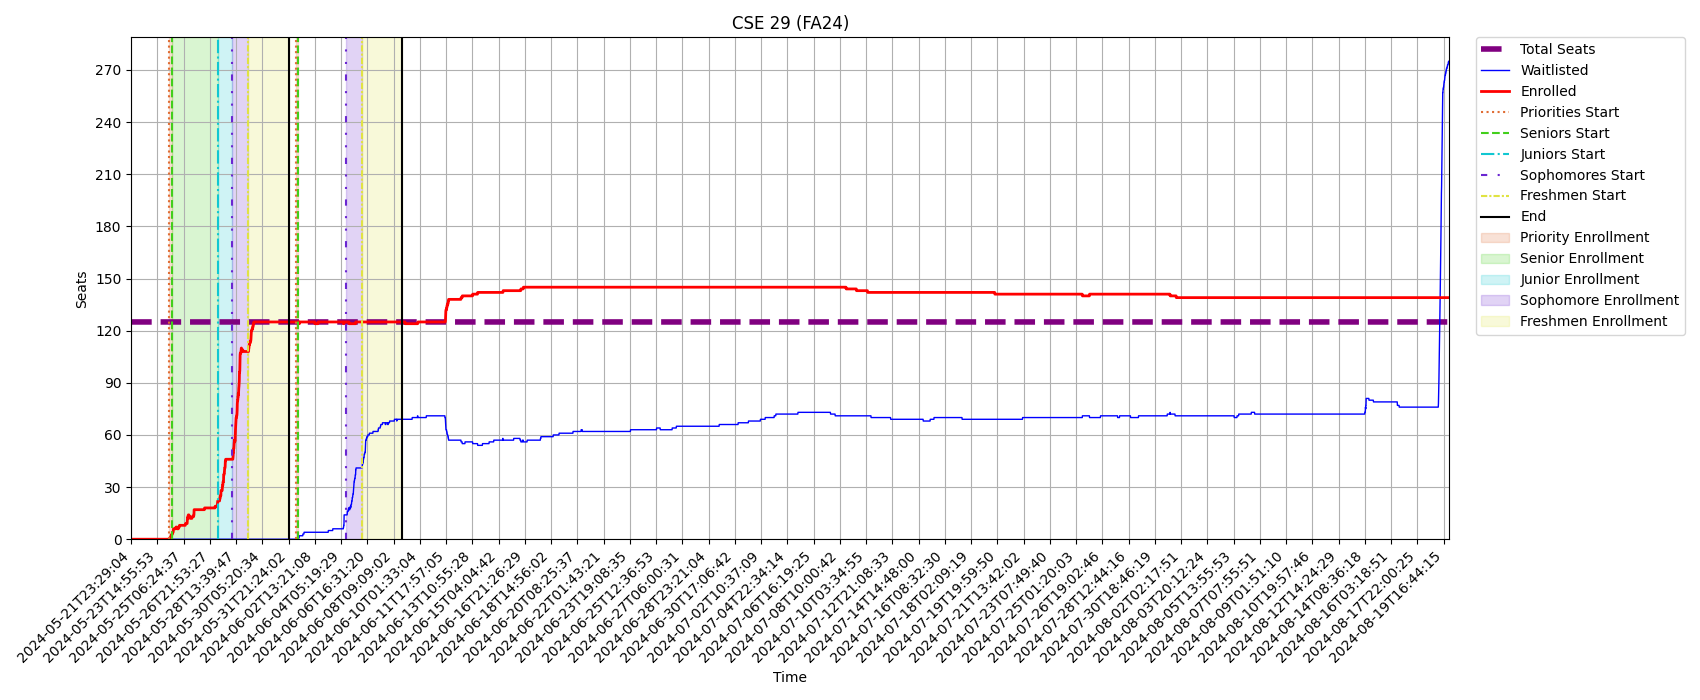 CSE 29 (FA24)
Seats
270
240
210
180
150
120
90
60
30
0
2024-05-21T23:29:04
2024-05-23T14:55:53
2024-05-25T06:24:37
2024-05-26T21:53:27
2024-05-28T13:39:47
2024-05-30T05:20:34
2024-05-31T21:24:02
2024-06-02T13:21:08
2024-06-04T05:19:29
2024-06-06T16:31:20
2024-06-08T09:09:02
2024-06-10T01:33:04
2024-06-11T17:57:05
2024-06-13T10:55:28
2024-06-15T04:04:42
2024-06-16T21:26:29
2024-06-18T14:56:02
2024-06-20T08:25:37
2024-06-22T01:43:21
2024-06-23T19:08:35
2024-06-25T12:36:53
2024-06-27T06:00:31
2024-06-28T23:21:04
2024-06-30T17:06:42
2024-07-02T10:37:09
2024-07-04T22:34:14
2024-07-06T16:19:25
2024-07-08T10:00:42
2024-07-10T03:34:55
2024-07-12T21:08:33
2024-07-14T14:48:00
2024-07-16T08:32:30
2024-07-18T02:09:19
2024-07-19T19:59:50
2024-07-21T13:42:02
2024-07-23T07:49:40
2024-07-25T01:20:03
2024-07-26T19:02:46
2024-07-28T12:44:16
2024-07-30T18:46:19
2024-08-02T02:17:51
2024-08-03T20:12:24
2024-08-05T13:55:53
2024-08-07T07:55:51
2024-08-09T01:51:10
2024-08-10T19:57:46
2024-08-12T14:24:29
2024-08-14T08:36:18
2024-08-16T03:18:51
2024-08-17T22:00:25
2024-08-19T16:44:15
Time
Total Seats
Waitlisted
Enrolled
Priorities Start
Seniors Start
Juniors Start
Sophomores Start
Freshmen Start
End
Priority Enrollment
Senior Enrollment
Junior Enrollment
Sophomore Enrollment
Freshmen Enrollment